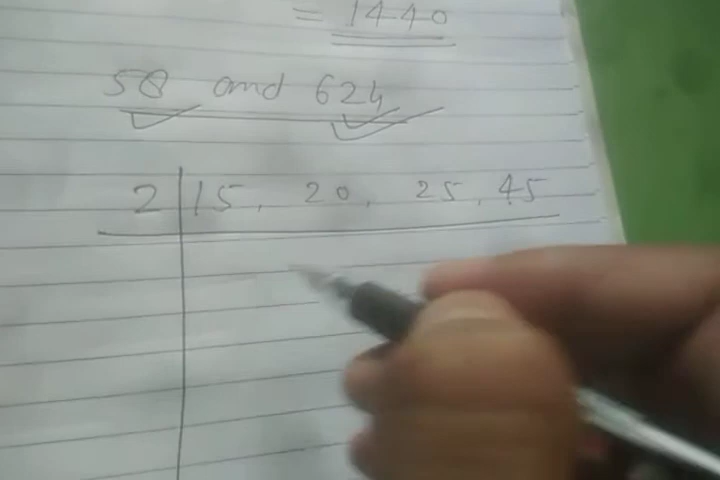 = 1440
58 and 624
2 15, 20, 25, 45